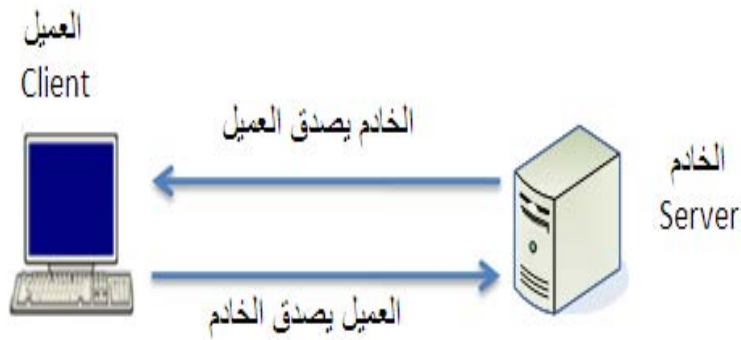 العميل
Client
الخادم يصدق العميل
الخادم
Server
العميل يصدق الخادم